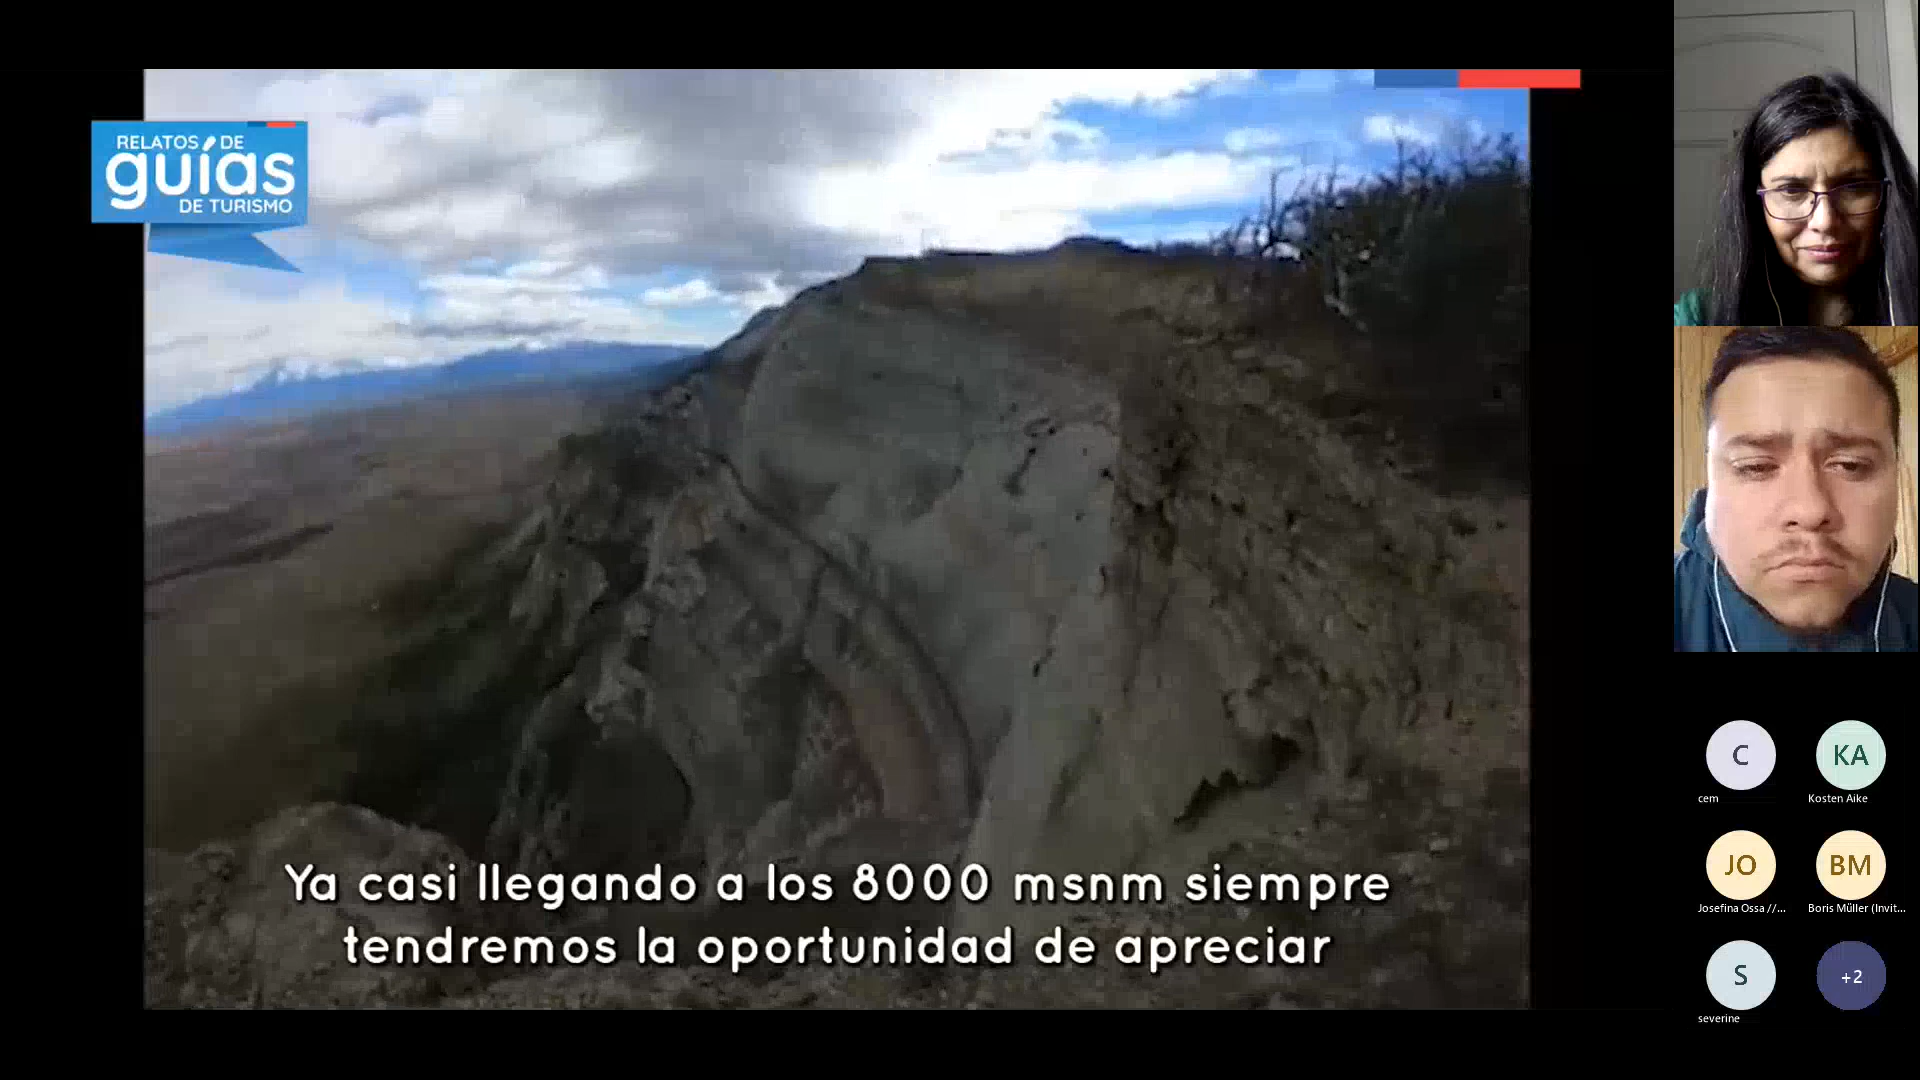 RELATOS DE
guías
DE TURISMO
Ya casi llegando a los 8000 msnm siempre
tendremos la oportunidad de apreciar
C
KA
cem
Kosten Aike
JO
BM
Josefina Ossa //...
Boris Müller (Invit...
S
+2
severine